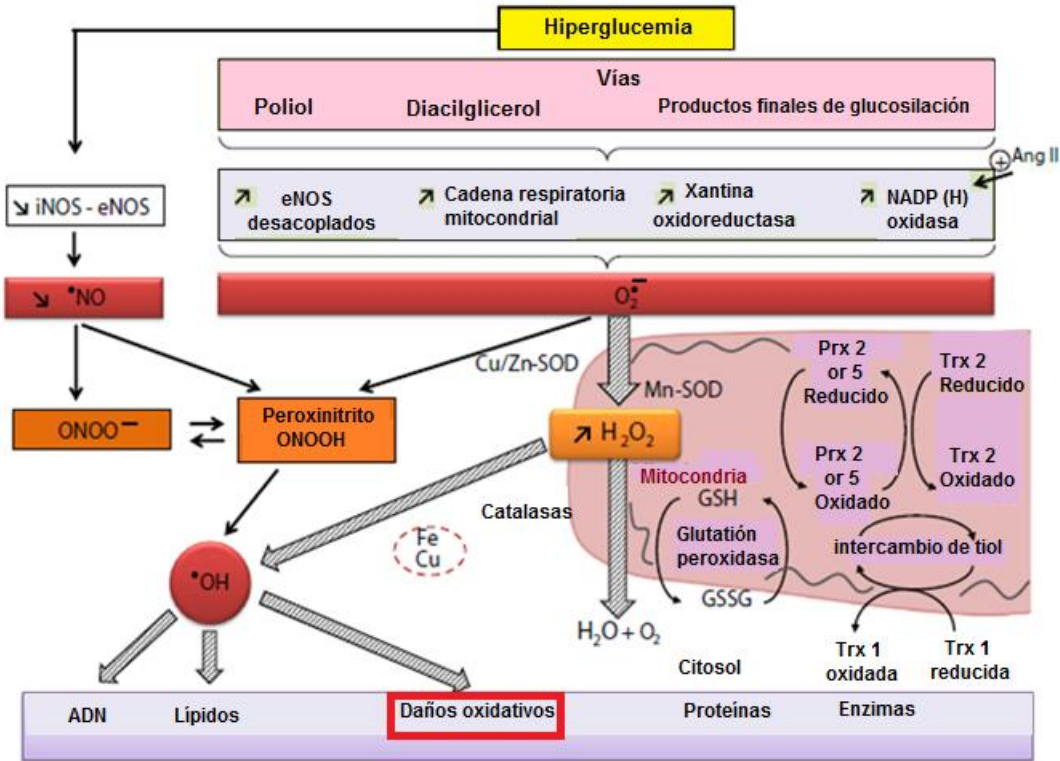 Hiperglucemia
Vías
Poliol
Diacilglicerol
Productos finales de glucosilación
+ Ang II
↘ iNOS - eNOS
↗ eNOS
desacoplados
↗ Cadena respiratoria
mitocondrial
↗ Xantina
oxidoreductasa
↗ NADP (H)
oxidasa
↘ •NO
O₂•−
Cu/Zn-SOD
Mn-SOD
ONOO−
Peroxinitrito
ONOOH
↗ H₂O₂
Prx 2
or 5
Reducido
Trx 2
Reducido
Prx 2
or 5
Oxidado
Trx 2
Oxidado
Mitocondria
GSH
Catalasas
Fe
Cu
Glutatión
peroxidasa
intercambio de tiol
•OH
GSSG
H₂O + O₂
Citosol
Trx 1
oxidada
Trx 1
reducida
ADN
Lípidos
Daños oxidativos
Proteínas
Enzimas